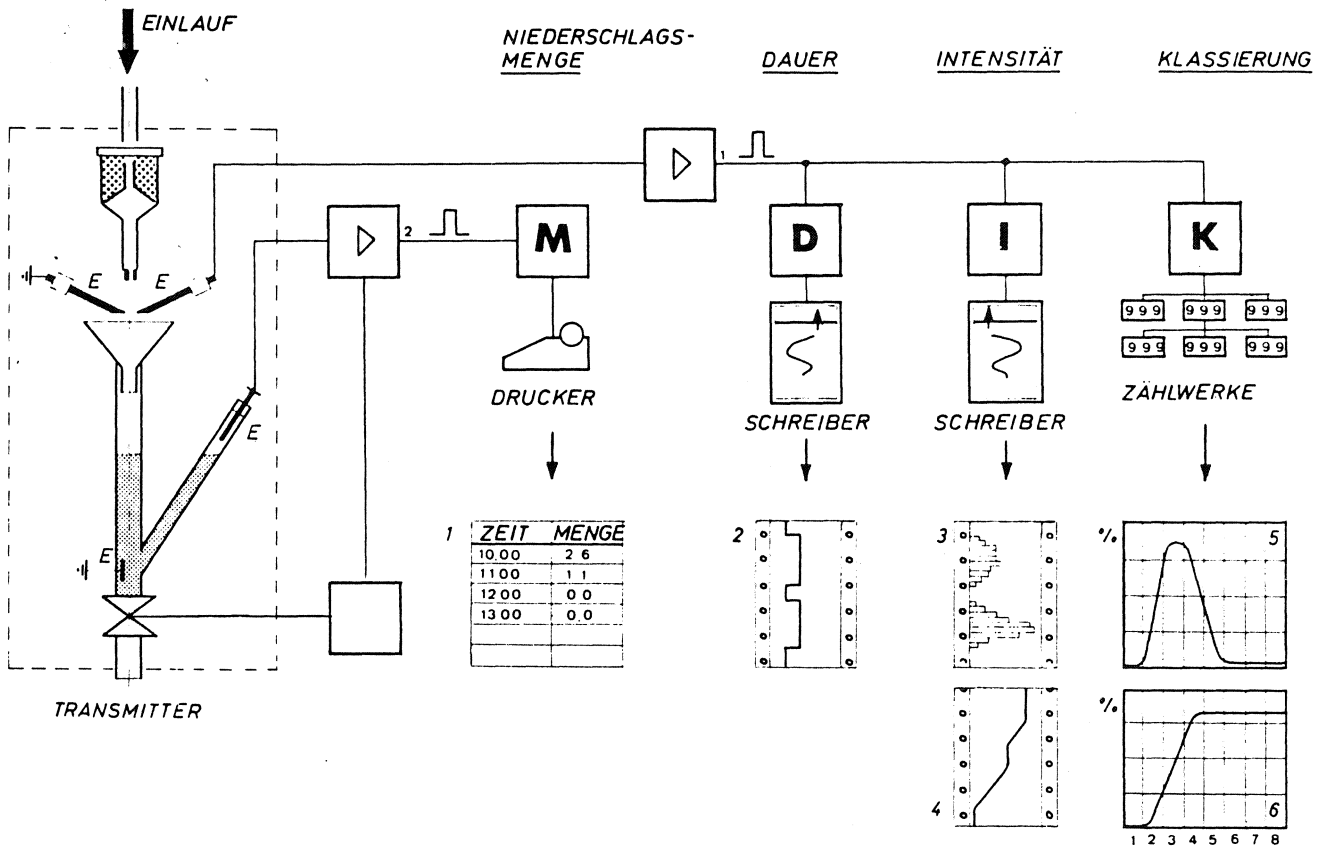 EINLAUF
NIEDERSCHLAGS-
MENGE
DAUER
INTENSITÄT
KLASSIERUNG
1
2
M
D
I
K
E
E
999 999 999
999 999 999
DRUCKER
SCHREIBER
SCHREIBER
ZÄHLWERKE
E
E
1
ZEIT MENGE
10.00 2 6
11 00 1 1
12 00 0 0
13 00 0.0
2
3
% 5
TRANSMITTER
4
% 6
1 2 3 4 5 6 7 8